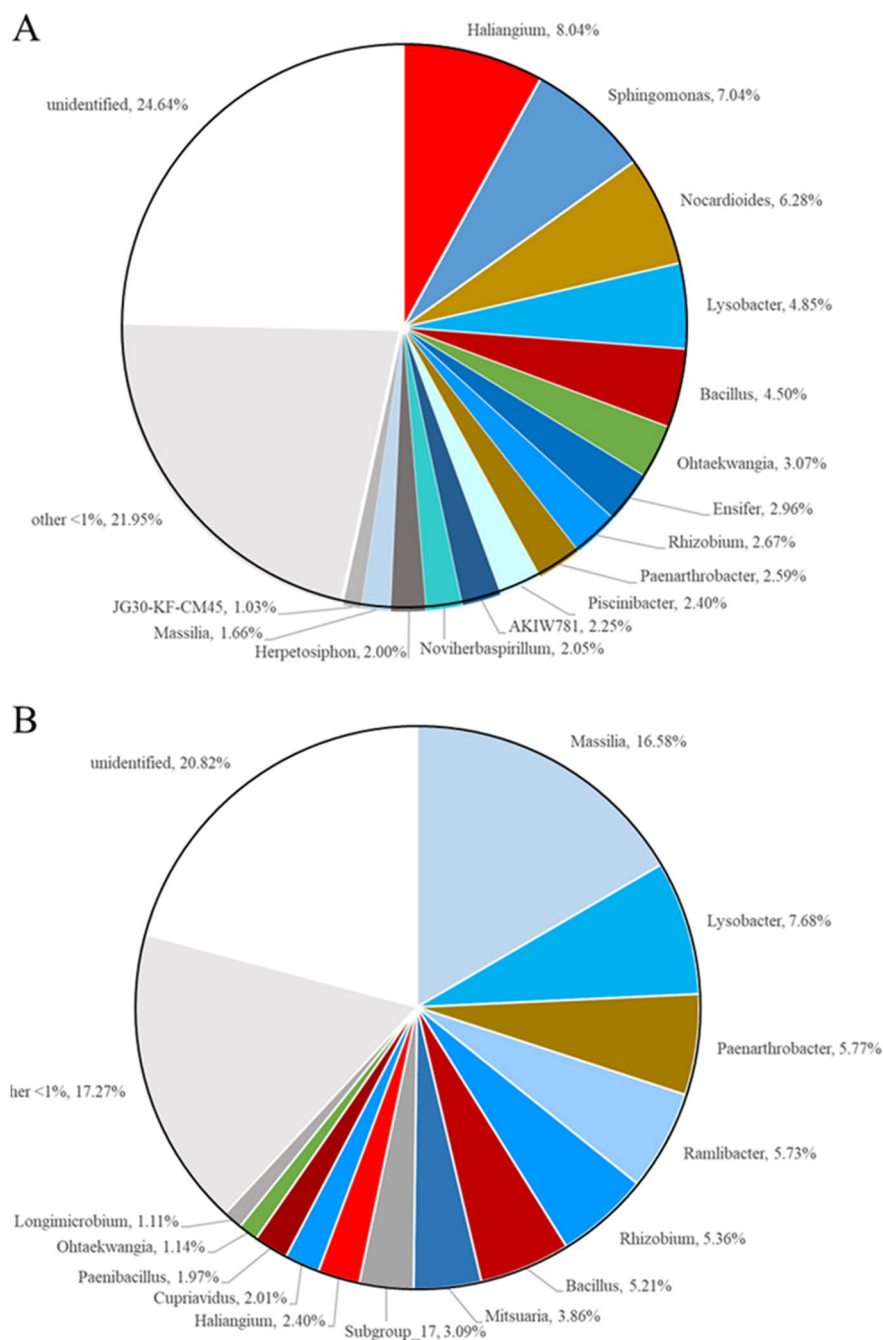 A
Haliangium, 8.04%
Sphingomonas, 7.04%
Nocardioides, 6.28%
Lysobacter, 4.85%
Bacillus, 4.50%
Ohtaekwangia, 3.07%
Ensifer, 2.96%
Rhizobium, 2.67%
Paenarthrobacter, 2.59%
Piscinibacter, 2.40%
AKIW781, 2.25%
Noviherbaspirillum, 2.05%
Herpetosiphon, 2.00%
Massilia, 1.66%
JG30-KF-CM45, 1.03%
other <1%, 21.95%
unidentified, 24.64%
B
Massilia, 16.58%
Lysobacter, 7.68%
Paenarthrobacter, 5.77%
Ramlibacter, 5.73%
Rhizobium, 5.36%
Bacillus, 5.21%
Mitsuaria, 3.86%
Subgroup_17, 3.09%
Haliangium, 2.40%
Cupriavidus, 2.01%
Paenibacillus, 1.97%
Ohtaekwangia, 1.14%
Longimicrobium, 1.11%
her <1%, 17.27%
unidentified, 20.82%